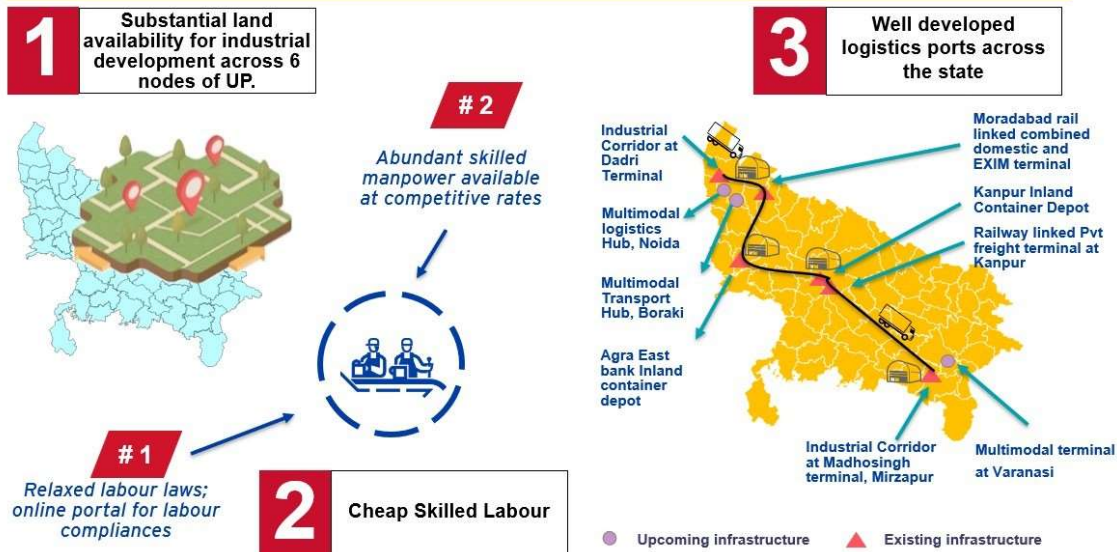 1
Substantial land
availability for industrial
development across 6
nodes of UP.
# 2
Abundant skilled
manpower available
at competitive rates
# 1
Relaxed labour laws;
online portal for labour
compliances
2
Cheap Skilled Labour
3
Well developed
logistics ports across
the state
Industrial
Corridor at
Dadri
Terminal
Multimodal
logistics
Hub, Noida
Multimodal
Transport
Hub, Boraki
Agra East
bank Inland
container
depot
Moradabad rail
linked combined
domestic and
EXIM terminal
Kanpur Inland
Container Depot
Railway linked Pvt
freight terminal at
Kanpur
Industrial Corridor
at Madhosingh
terminal, Mirzapur
Multimodal terminal
at Varanasi
Upcoming infrastructure
Existing infrastructure